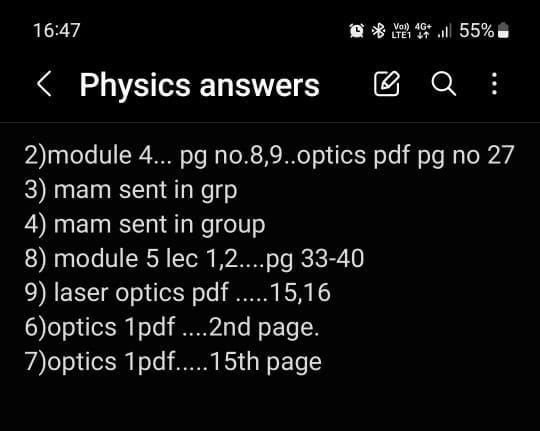 16:47
Vo)) LTE1 4G+ 55%
Physics answers
2)module 4... pg no.8,9..optics pdf pg no 27
3) mam sent in grp
4) mam sent in group
8) module 5 lec 1,2....pg 33-40
9) laser optics pdf .....15,16
6)optics 1pdf ....2nd page.
7)optics 1pdf.....15th page